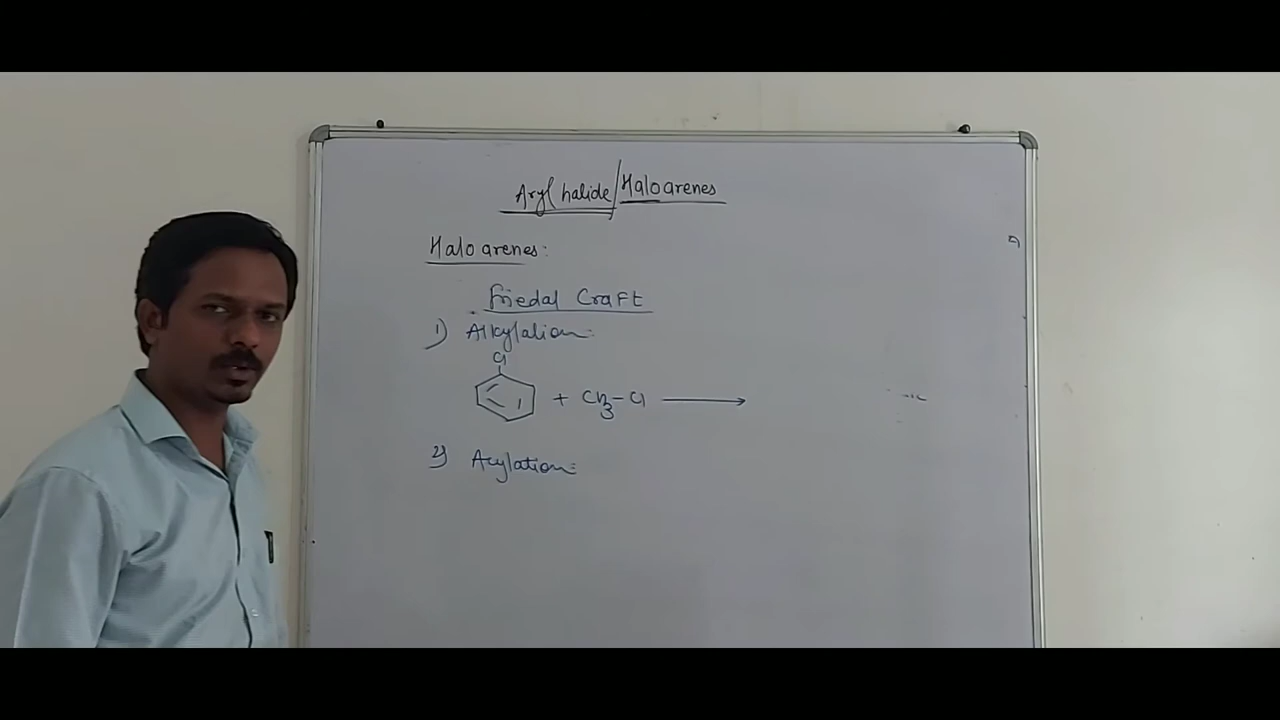 Aryl halide/Haloarenes
Haloarenes:
Friedal Craft
1) Alkylation:
Cl
+ CH3-Cl
2) Acylation: